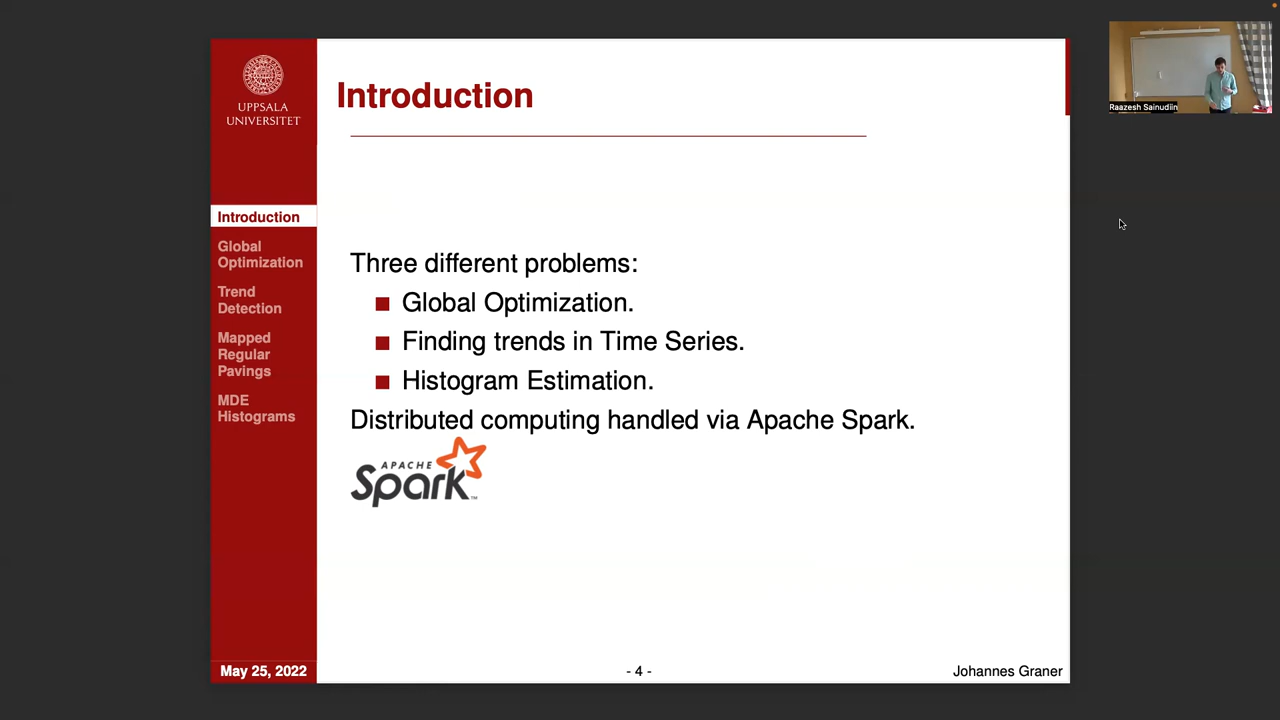 UPPSALA
UNIVERSITET
Introduction
Global
Optimization
Trend
Detection
Mapped
Regular
Pavings
MDE
Histograms
May 25, 2022
Introduction
Three different problems:
Global Optimization.
Finding trends in Time Series.
Histogram Estimation.
Distributed computing handled via Apache Spark.
APACHE
Spark™
- 4 -
Johannes Graner
Raazesh Sainudiin